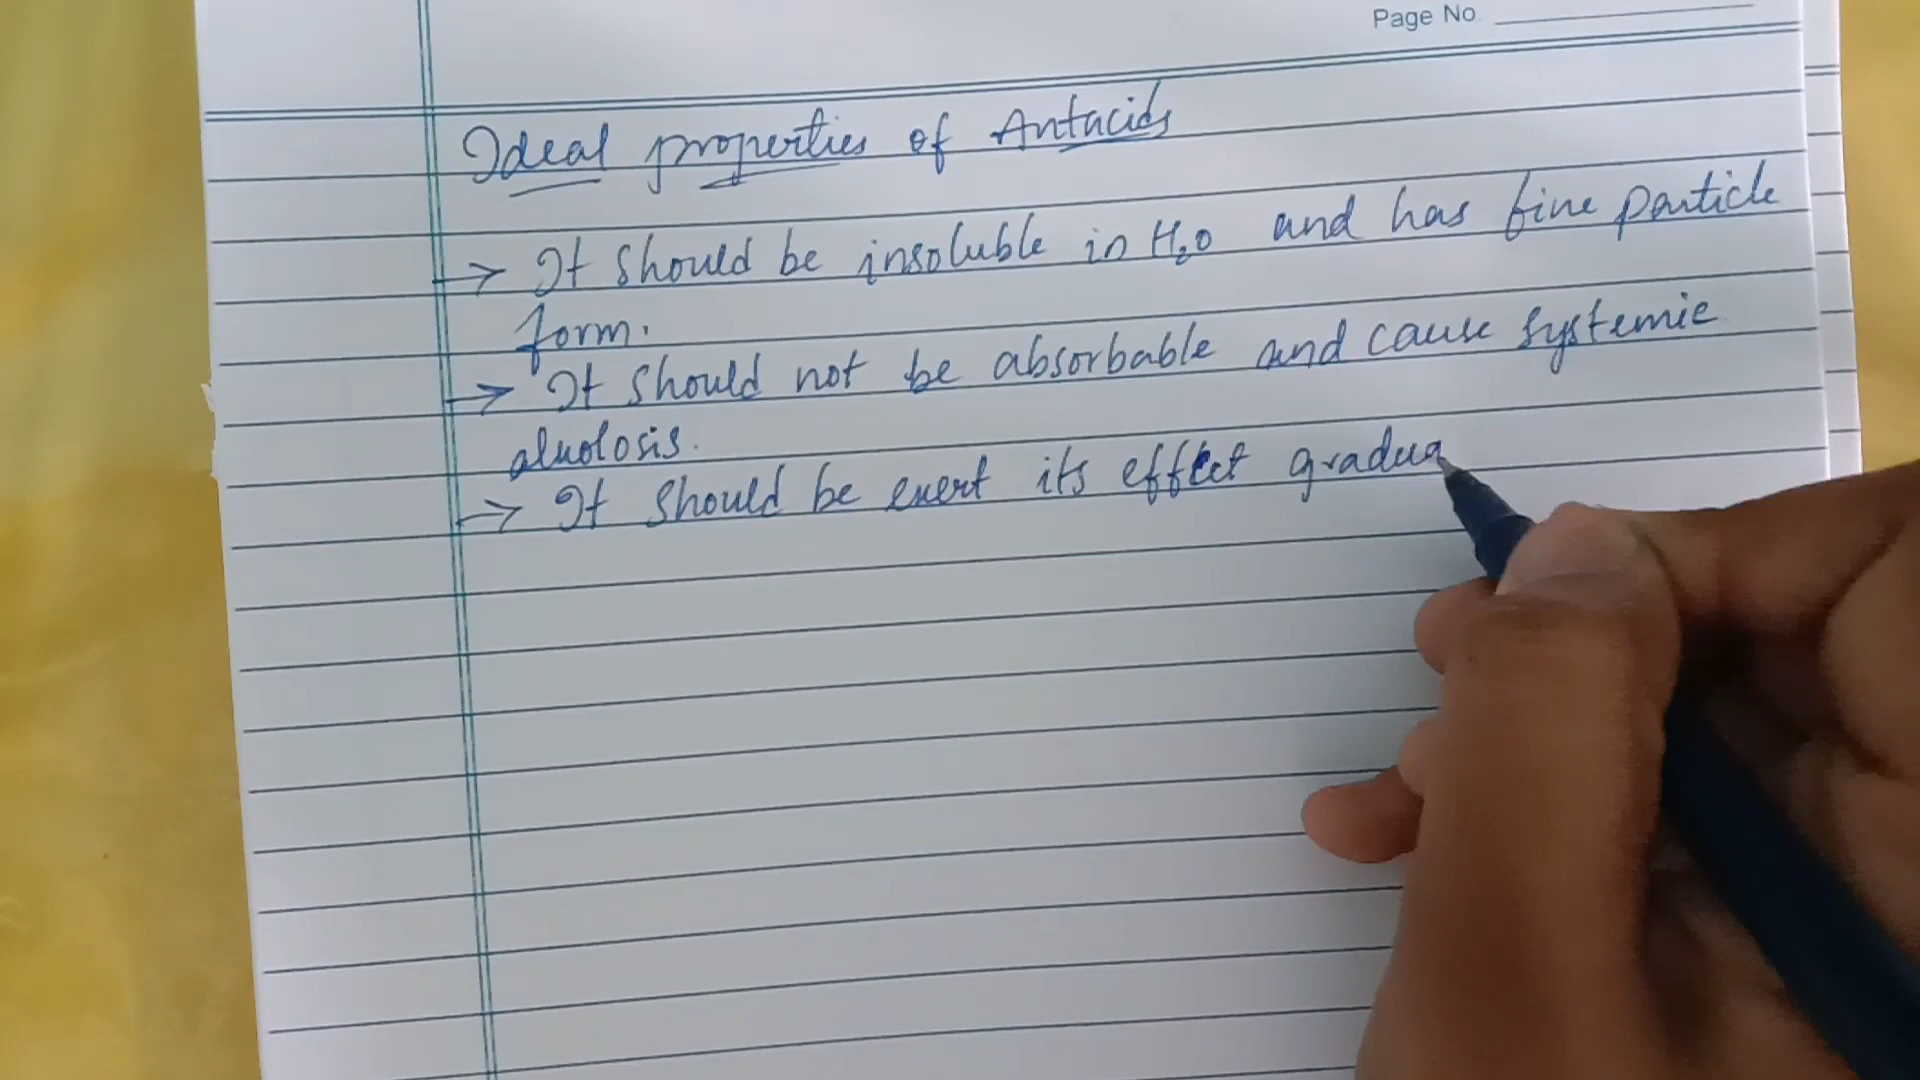 Page No
Ideal properties of Antacids
→ It should be insoluble in H₂O and has fine particle
form.
→ It should not be absorbable and cause systemic
alkolosis.
→ It should be exert its effect gradua